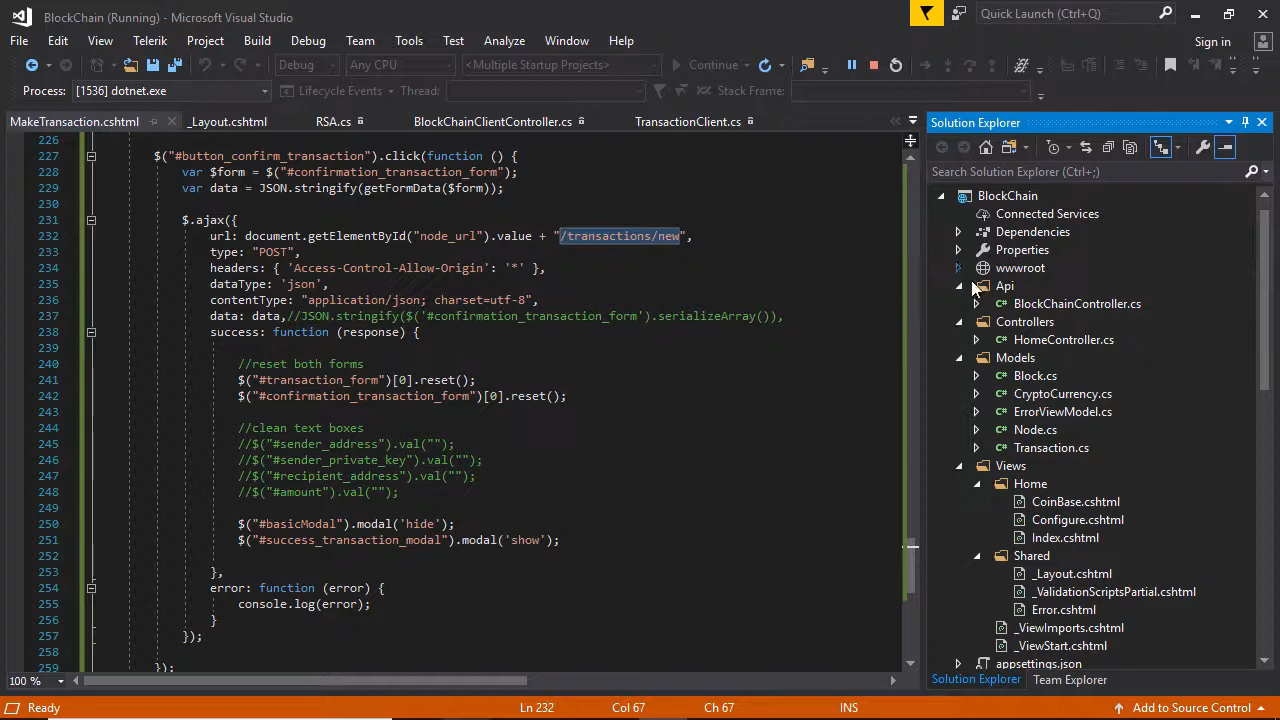 BlockChain (Running) - Microsoft Visual Studio
Quick Launch (Ctrl+Q)
File Edit View Telerik Project Build Debug Team Tools Test Analyze Window Help
Sign in
Debug Any CPU <Multiple Startup Projects> Continue
Process: [1536] dotnet.exe Lifecycle Events Thread: Stack Frame:
MakeTransaction.cshtml _Layout.cshtml RSA.cs BlockChainClientController.cs TransactionClient.cs
226
227 $("#button_confirm_transaction").click(function () {
228 var $form = $("#confirmation_transaction_form");
229 var data = JSON.stringify(getFormData($form));
230
231 $.ajax({
232 url: document.getElementById("node_url").value + "/transactions/new",
233 type: "POST",
234 headers: { 'Access-Control-Allow-Origin': '*' },
235 dataType: 'json',
236 contentType: "application/json; charset=utf-8",
237 data: data,//JSON.stringify($('#confirmation_transaction_form').serializeArray()),
238 success: function (response) {
239
240 //reset both forms
241 $("#transaction_form")[0].reset();
242 $("#confirmation_transaction_form")[0].reset();
243
244 //clean text boxes
245 //$("#sender_address").val("");
246 //$("#sender_private_key").val("");
247 //$("#recipient_address").val("");
248 //$("#amount").val("");
249
250 $("#basicModal").modal('hide');
251 $("#success_transaction_modal").modal('show');
252
253 },
254 error: function (error) {
255 console.log(error);
256 }
257 });
258
259 });
100 %
Solution Explorer
Search Solution Explorer (Ctrl+;)
BlockChain
Connected Services
Dependencies
Properties
wwwroot
Api
BlockChainController.cs
Controllers
HomeController.cs
Models
Block.cs
CryptoCurrency.cs
ErrorViewModel.cs
Node.cs
Transaction.cs
Views
Home
CoinBase.cshtml
Configure.cshtml
Index.cshtml
Shared
_Layout.cshtml
_ValidationScriptsPartial.cshtml
Error.cshtml
_ViewImports.cshtml
_ViewStart.cshtml
appsettings.json
Solution Explorer Team Explorer
Ready Ln 232 Col 67 Ch 67 INS Add to Source Control